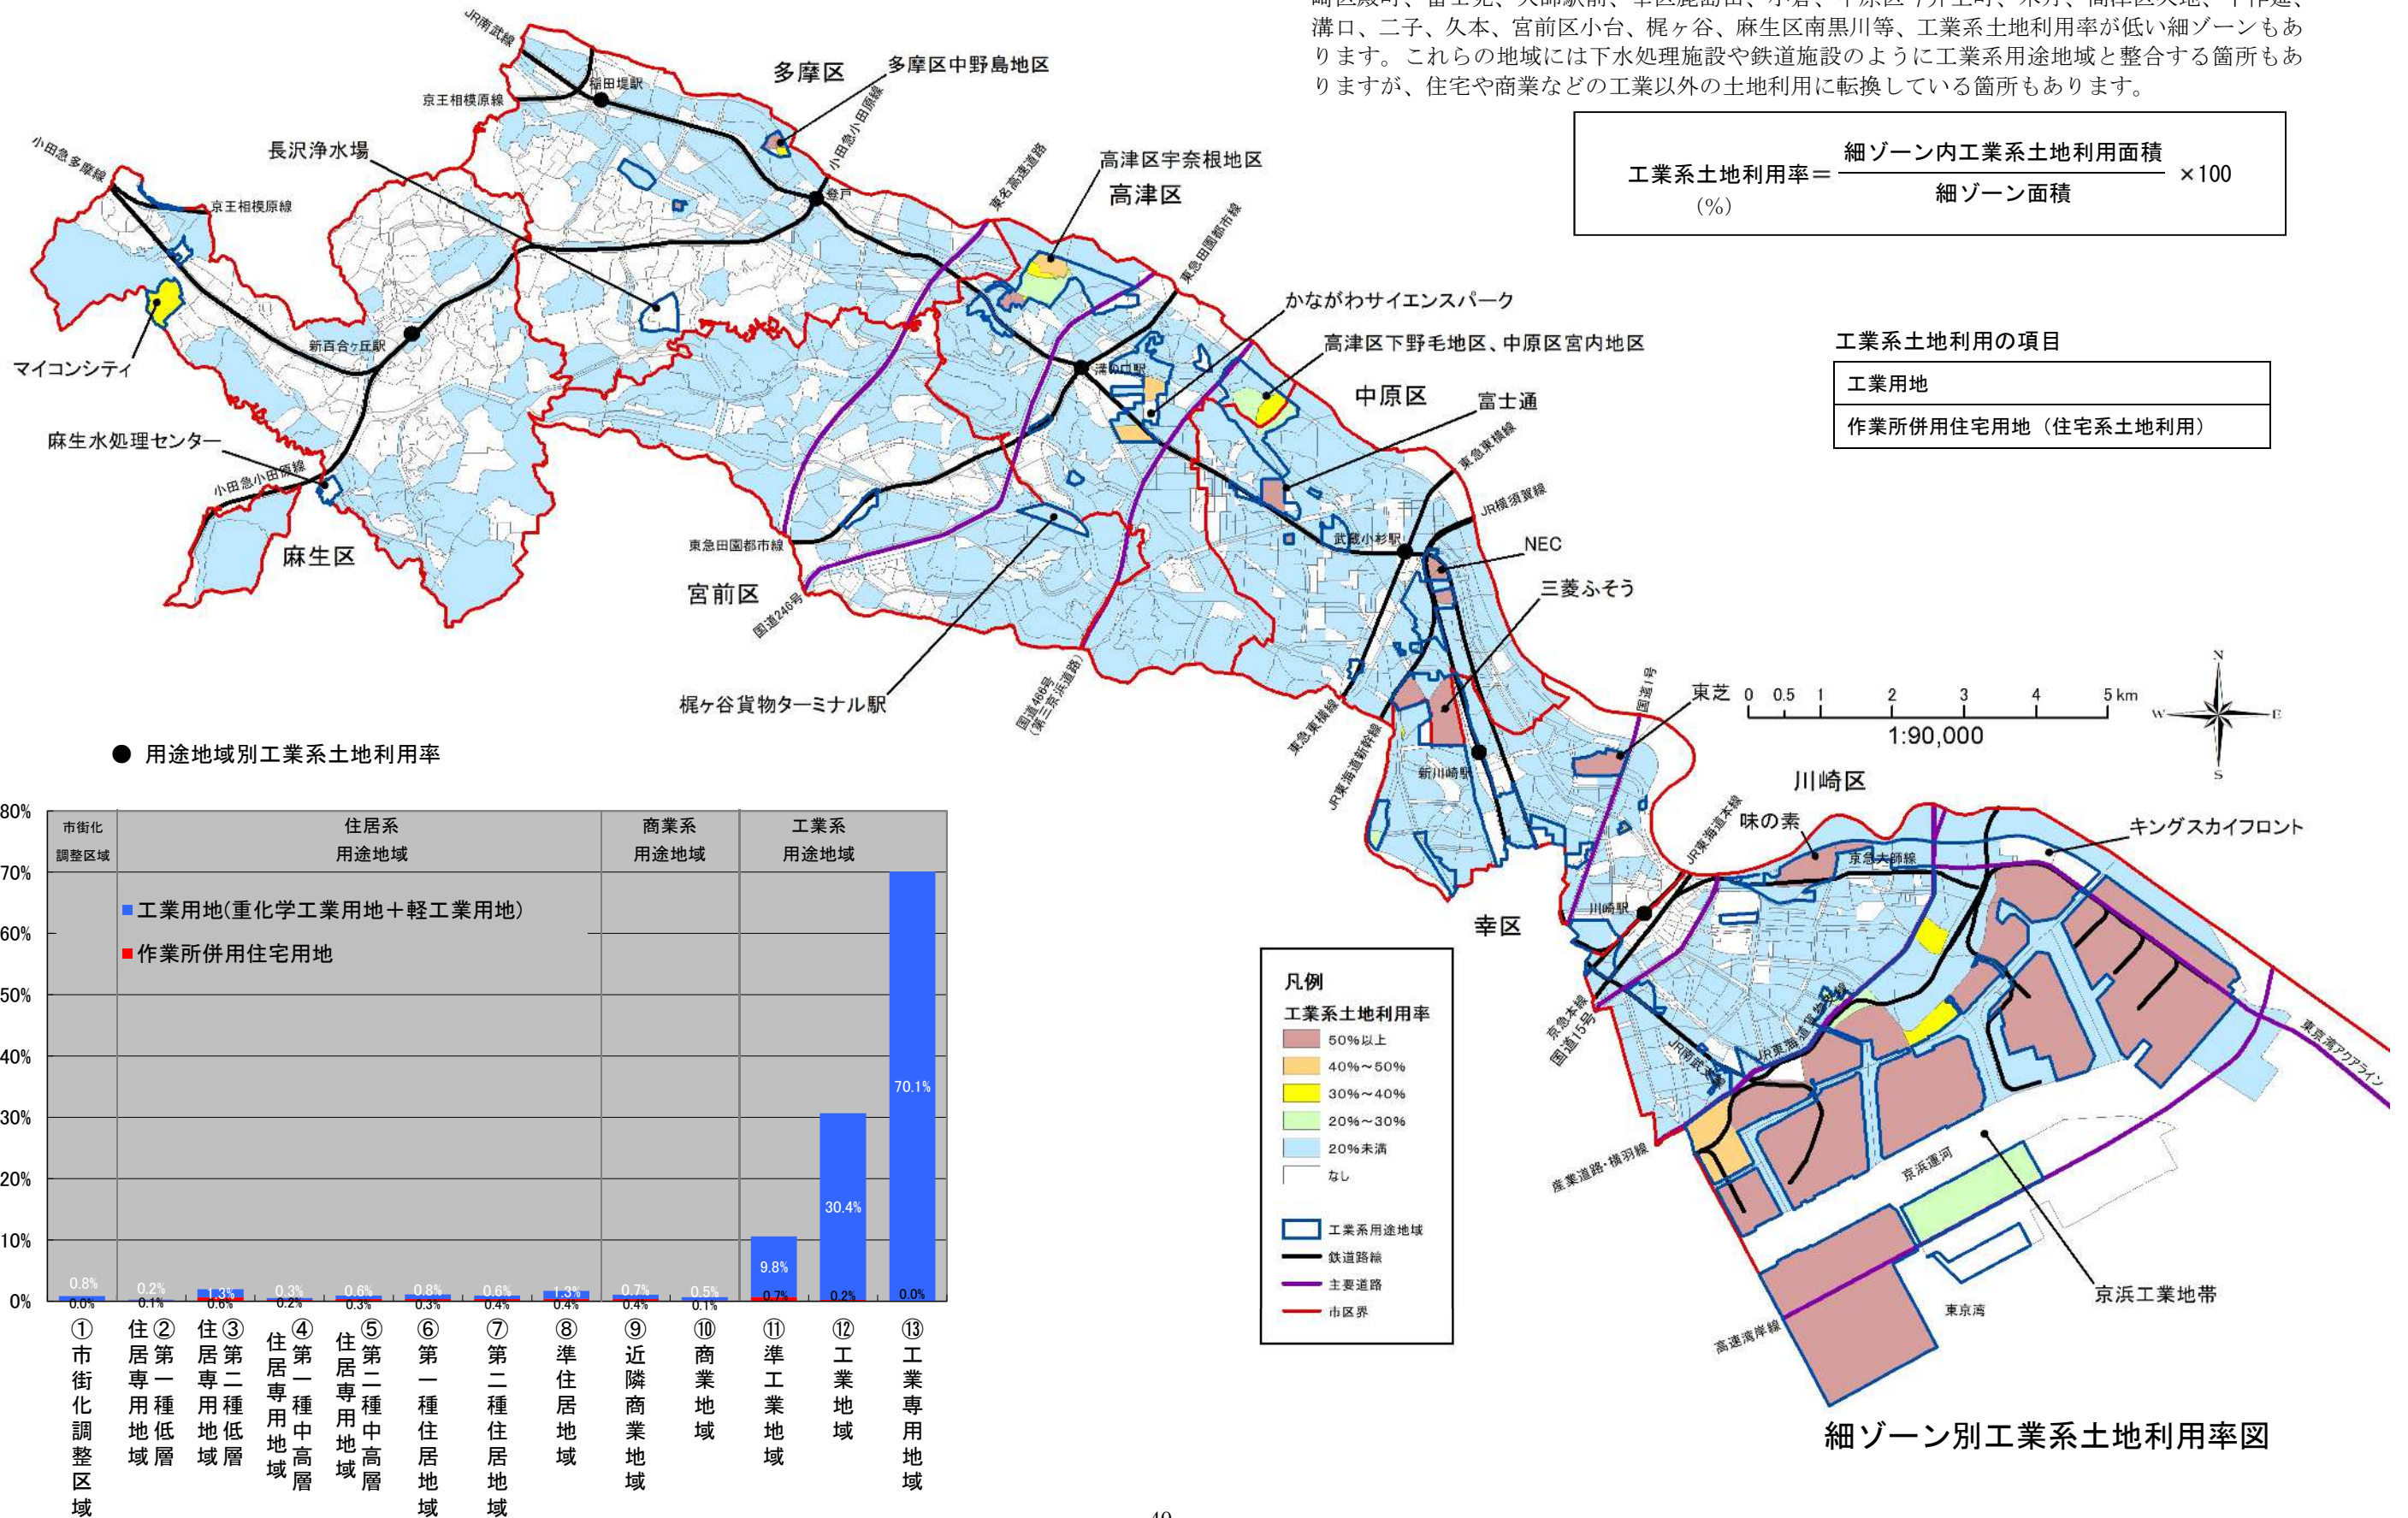 溝口、二子、久本、宮前区小台、梶ヶ谷、麻生区南黒川等、工業系土地利用率が低い細ゾーンもあ
ります。これらの地域には下水処理施設や鉄道施設のように工業系用途地域と整合する箇所もあ
りますが、住宅や商業などの工業以外の土地利用に転換している箇所もあります。
工業系土地利用率＝
(%)
細ゾーン内工業系土地利用面積
細ゾーン面積
×100
工業系土地利用の項目
工業用地
作業所併用住宅用地（住宅系土地利用）
JR南武線
稲田堤駅
京王相模原線
多摩区
多摩区中野島地区
小田急小田原線
登戸
小田急多摩線
京王相模原線
長沢浄水場
東名高速道路
高津区宇奈根地区
高津区
東急田園都市線
かながわサイエンスパーク
高津区下野毛地区、中原区宮内地区
溝の口駅
中原区
富士通
東急東横線
JR横須賀線
新百合ヶ丘駅
マイコンシティ
麻生水処理センター
小田急小田原線
麻生区
東急田園都市線
宮前区
国道246号
武蔵小杉駅
NEC
三菱ふそう
梶ヶ谷貨物ターミナル駅
国道466号
（第三京浜道路）
東急東横線
JR東海道新幹線
新川崎駅
東芝
国道1号
0 0.5 1 2 3 4 5 km
1:90,000
N
W
E
S
川崎区
JR東海道本線
味の素
京急大師線
キングスカイフロント
川崎駅
幸区
京急本線
国道15号
JR南武支線
JR東海道貨物支線
東京湾アクアライン
産業道路・横羽線
京浜運河
京浜工業地帯
東京湾
高速湾岸線
凡例
工業系土地利用率
50%以上
40%～50%
30%～40%
20%～30%
20%未満
なし
工業系用途地域
鉄道路線
主要道路
市区界
● 用途地域別工業系土地利用率
80%
70%
60%
50%
40%
30%
20%
10%
0%
市街化
調整区域
住居系
用途地域
商業系
用途地域
工業系
用途地域
工業用地(重化学工業用地＋軽工業用地)
作業所併用住宅用地
0.8% 0.2% 1.3% 0.3% 0.6% 0.8% 0.6% 1.3% 0.7% 0.5% 9.8% 30.4% 70.1%
0.0% 0.1% 0.6% 0.2% 0.3% 0.3% 0.4% 0.4% 0.4% 0.1% 0.7% 0.2% 0.0%
①市街化調整区域
②第一種低層住居専用地域
③第二種低層住居専用地域
④第一種中高層住居専用地域
⑤第二種中高層住居専用地域
⑥第一種住居地域
⑦第二種住居地域
⑧準住居地域
⑨近隣商業地域
⑩商業地域
⑪準工業地域
⑫工業地域
⑬工業専用地域
細ゾーン別工業系土地利用率図